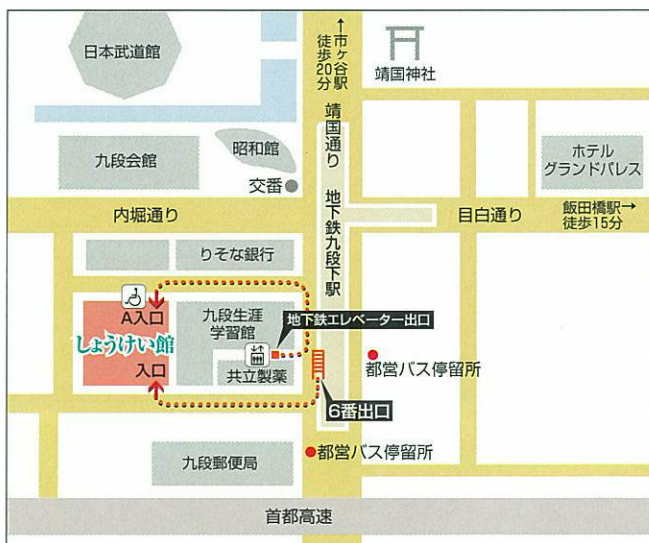 日本武道館
↑市ヶ谷駅
徒歩20分
靖国神社
九段会館
昭和館
交番
靖国通り
地下鉄九段下駅
ホテル
グランドパレス
内堀通り
目白通り
飯田橋駅→
徒歩15分
りそな銀行
A入口
しょうけい館
入口
九段生涯
学習館
共立製薬
地下鉄エレベーター出口
都営バス停留所
6番出口
九段郵便局
都営バス停留所
首都高速